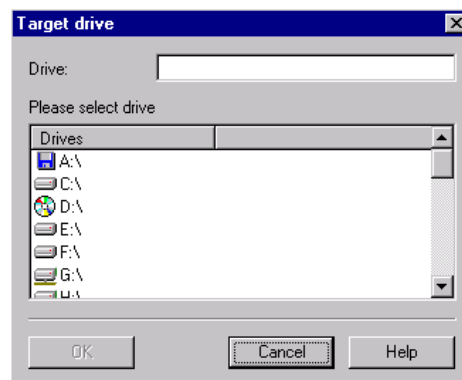 Target drive
Drive:
Please select drive
Drives
A:\
C:\
D:\
E:\
F:\
G:\
H:\
OK
Cancel
Help